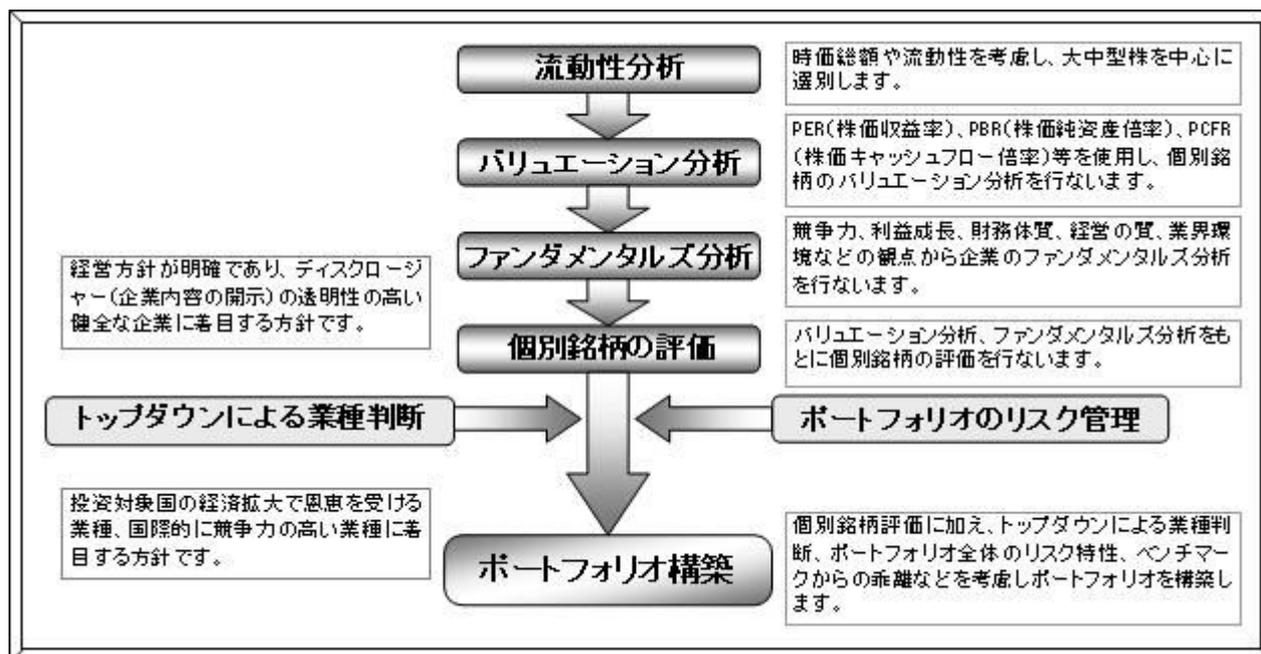 流動性分析
時価総額や流動性を考慮し、大中型株を中心に
選別します。
バリュエーション分析
PER(株価収益率)、PBR(株価純資産倍率)、PCFR
(株価キャッシュフロー倍率)等を使用し、個別銘
柄のバリュエーション分析を行ないます。
ファンダメンタルズ分析
競争力、利益成長、財務体質、経営の質、業界環
境などの観点から企業のファンダメンタルズ分析
を行ないます。
経営方針が明確であり、ディスクロージ
ャー(企業内容の開示)の透明性の高い
健全な企業に着目する方針です。
個別銘柄の評価
バリュエーション分析、ファンダメンタルズ分析をも
とに個別銘柄の評価を行ないます。
トップダウンによる業種判断
ポートフォリオのリスク管理
投資対象国の経済拡大で恩恵を受ける
業種、国際的に競争力の高い業種に着
目する方針です。
ポートフォリオ構築
個別銘柄評価に加え、トップダウンによる業種判
断、ポートフォリオ全体のリスク特性、ベンチマー
クからの乖離などを考慮しポートフォリオを構築し
ます。